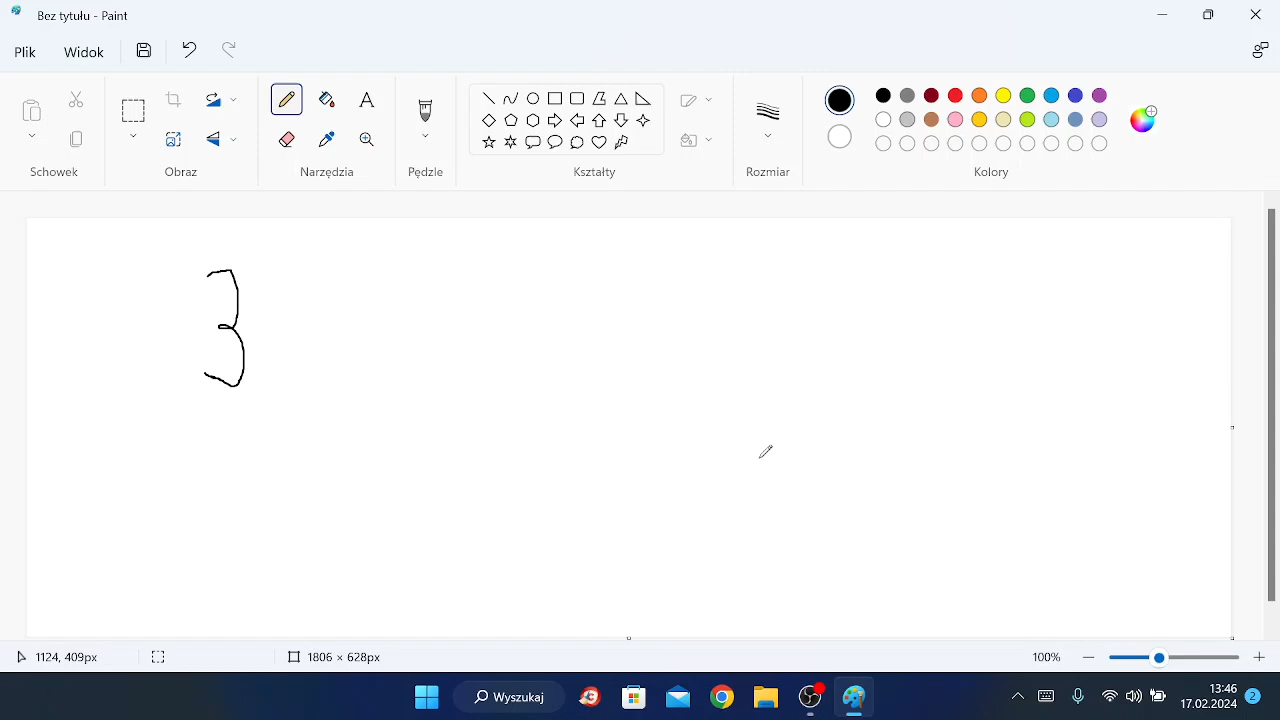 Bez tytułu - Paint
Plik Widok
Schowek Obraz Narzędzia Pędzle Kształty Rozmiar Kolory
3
1124, 409px 1806 × 628px 100%
Wyszukaj
13:46
17.02.2024 2